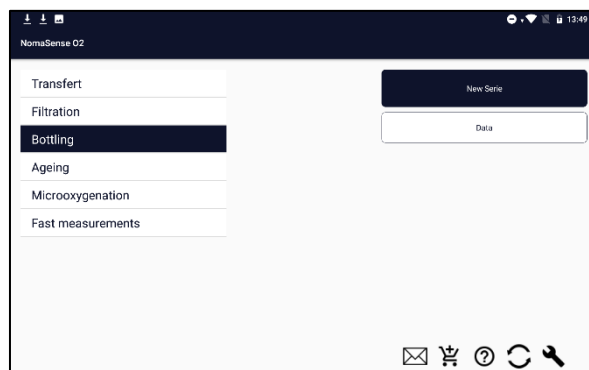 13:49
NomaSense O2
Transfert
Filtration
Bottling
Ageing
Microoxygenation
Fast measurements
New Serie
Data